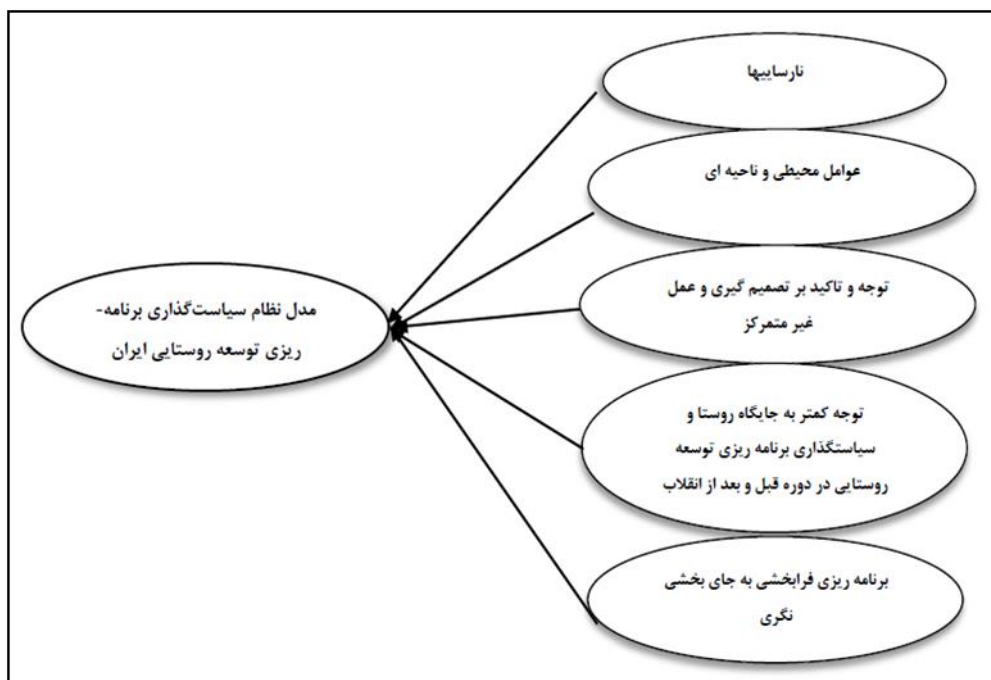 نارساییها
عوامل محیطی و ناحیه ای
توجه و تاکید بر تصمیم گیری و عمل
غیر متمرکز
مدل نظام سیاست‌گذاری برنامه-
ریزی توسعه روستایی ایران
توجه کمتر به جایگاه روستا و
سیاستگذاری برنامه ریزی توسعه
روستایی در دوره قبل و بعد از انقلاب
برنامه ریزی فرابخشی به جای بخشی
نگری